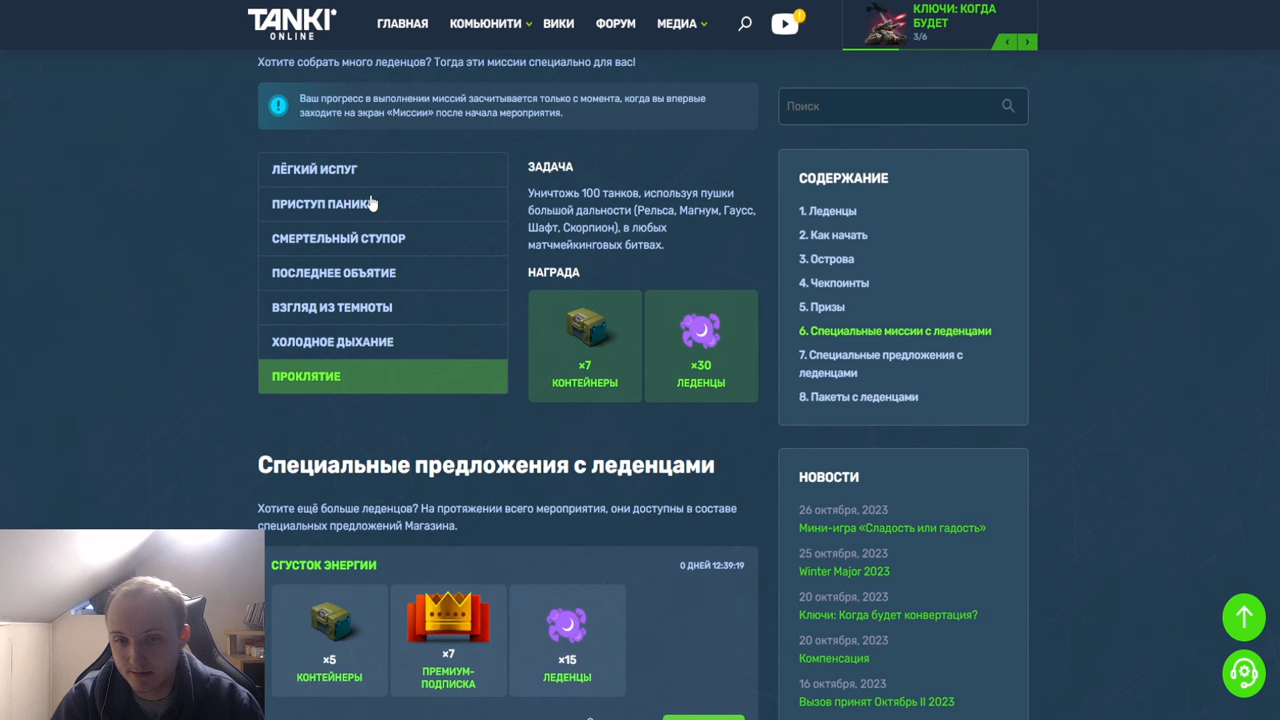 TANKI
ONLINE
ГЛАВНАЯ
КОМЬЮНИТИ
ВИКИ
ФОРУМ
МЕДИА
1
КЛЮЧИ: КОГДА
БУДЕТ
3/6
Хотите собрать много леденцов? Тогда эти миссии специально для вас!
Ваш прогресс в выполнении миссий засчитывается только с момента, когда вы впервые
заходите на экран «Миссии» после начала мероприятия.
ЛЁГКИЙ ИСПУГ
ПРИСТУП ПАНИКИ
СМЕРТЕЛЬНЫЙ СТУПОР
ПОСЛЕДНЕЕ ОБЪЯТИЕ
ВЗГЛЯД ИЗ ТЕМНОТЫ
ХОЛОДНОЕ ДЫХАНИЕ
ПРОКЛЯТИЕ
ЗАДАЧА
Уничтожь 100 танков, используя пушки
большой дальности (Рельса, Магнум, Гаусс,
Шафт, Скорпион), в любых
матчмейкинговых битвах.
НАГРАДА
×7
КОНТЕЙНЕРЫ
×30
ЛЕДЕНЦЫ
Специальные предложения с леденцами
Хотите ещё больше леденцов? На протяжении всего мероприятия, они доступны в составе
специальных предложений Магазина.
СГУСТОК ЭНЕРГИИ
0 ДНЕЙ 12:39:19
×5
КОНТЕЙНЕРЫ
×7
ПРЕМИУМ-
ПОДПИСКА
×15
ЛЕДЕНЦЫ
Поиск
СОДЕРЖАНИЕ
1. Леденцы
2. Как начать
3. Острова
4. Чекпоинты
5. Призы
6. Специальные миссии с леденцами
7. Специальные предложения с
леденцами
8. Пакеты с леденцами
НОВОСТИ
26 октября, 2023
Мини-игра «Сладость или гадость»
25 октября, 2023
Winter Major 2023
20 октября, 2023
Ключи: Когда будет конвертация?
20 октября, 2023
Компенсация
16 октября, 2023
Вызов принят Октябрь II 2023